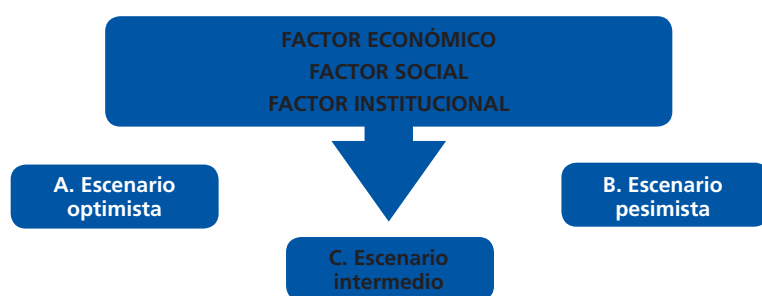 FACTOR ECONÓMICO
FACTOR SOCIAL
FACTOR INSTITUCIONAL
A. Escenario
optimista
B. Escenario
pesimista
C. Escenario
intermedio